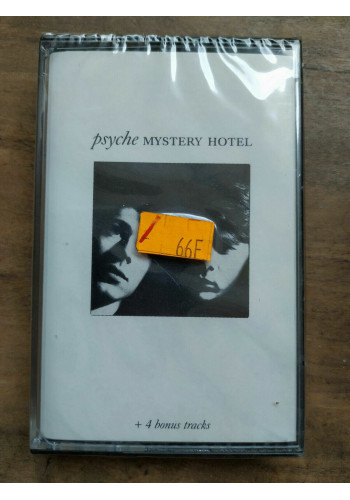 psyche MYSTERY HOTEL
66F
+ 4 bonus tracks